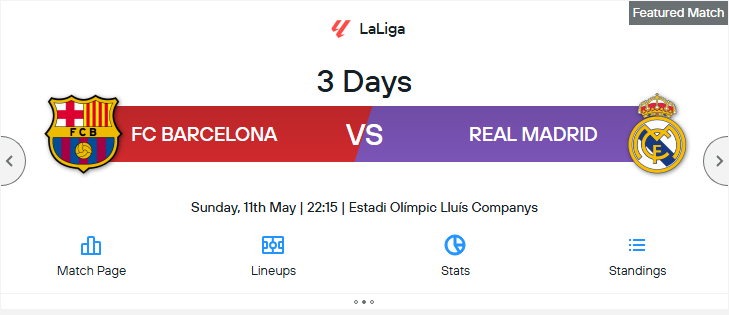 Featured Match
LaLiga
3 Days
FCB
FC BARCELONA VS REAL MADRID
Sunday, 11th May | 22:15 | Estadi Olímpic Lluís Companys
Match Page Lineups Stats Standings